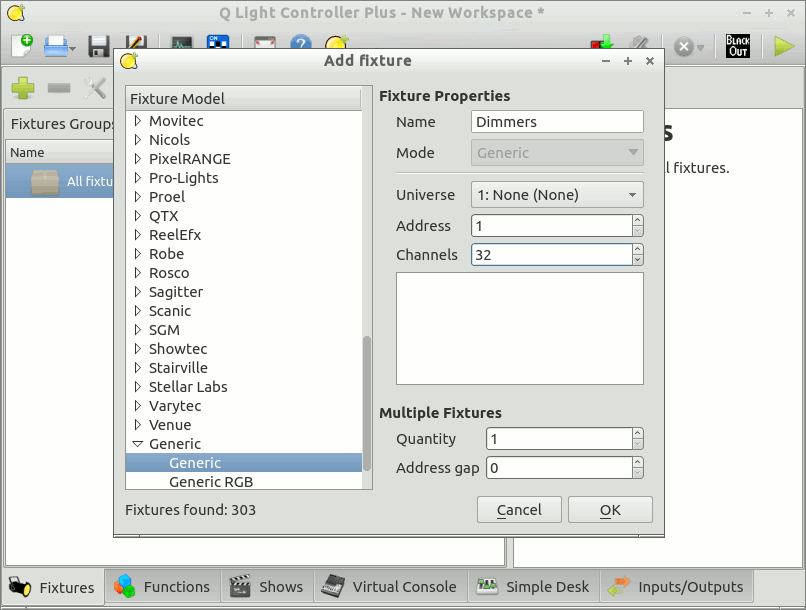 Q Light Controller Plus - New Workspace *
BLACK
OUT
Add fixture
Fixtures Groups
Name
All fixtu
s
ll fixtures.
Fixture Model
Movitec
Nicols
PixelRANGE
Pro-Lights
Proel
QTX
ReelEfx
Robe
Rosco
Sagitter
Scanic
SGM
Showtec
Stairville
Stellar Labs
Varytec
Venue
Generic
Generic
Generic RGB
Fixtures found: 303
Fixture Properties
Name Dimmers
Mode Generic
Universe 1: None (None)
Address 1
Channels 32
Multiple Fixtures
Quantity 1
Address gap 0
Cancel OK
Fixtures Functions Shows Virtual Console Simple Desk Inputs/Outputs